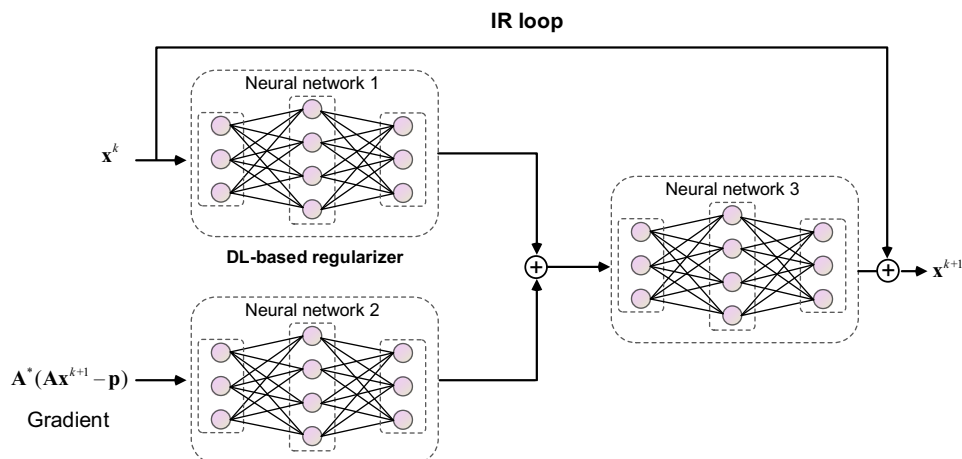 IR loop
Neural network 1
x^k
DL-based regularizer
Neural network 3
x^{k+1}
Neural network 2
A^*(Ax^{k+1} − p)
Gradient